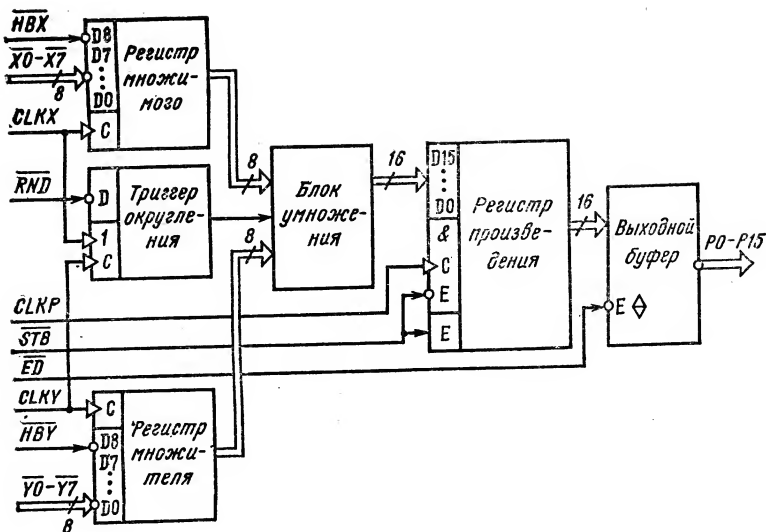 HBX
X0-X7
8
CLKX
RND
CLKP
STB
ED
CLKY
HBY
Y0-Y7
8
D8
D7
D0
C
Регистр
множи-
мого
D
1
C
Триггер
округле-
ния
8
8
Блок
умноже-
ния
16
D15
D0
&
C
E
E
Регистр
произве-
дения
16
Выходной
буфер
E
P0-P15
C
D8
D7
D0
Регистр
множи-
теля